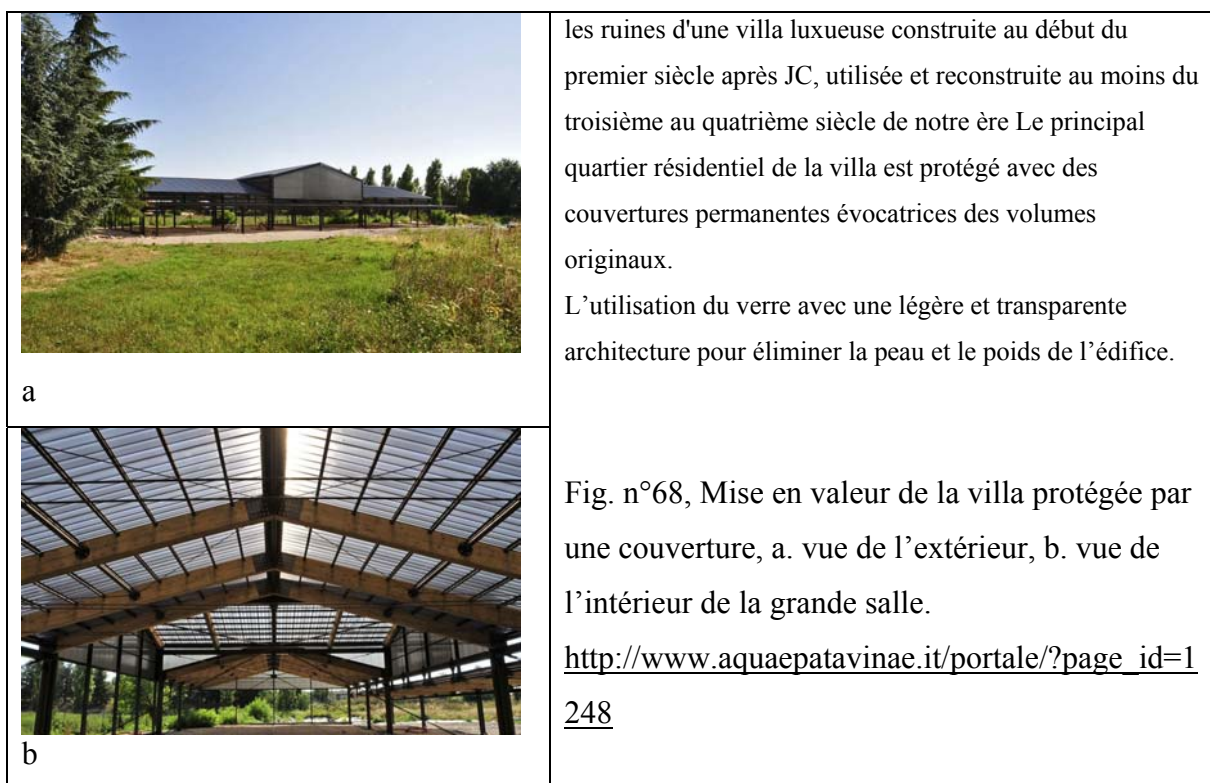 les ruines d'une villa luxueuse construite au début du
premier siècle après JC, utilisée et reconstruite au moins du
troisième au quatrième siècle de notre ère Le principal
quartier résidentiel de la villa est protégé avec des
couvertures permanentes évocatrices des volumes
originaux.
L’utilisation du verre avec une légère et transparente
architecture pour éliminer la peau et le poids de l’édifice.
a
Fig. n°68, Mise en valeur de la villa protégée par
une couverture, a. vue de l’extérieur, b. vue de
l’intérieur de la grande salle.
http://www.aquaepatavinae.it/portale/?page_id=1
248
b